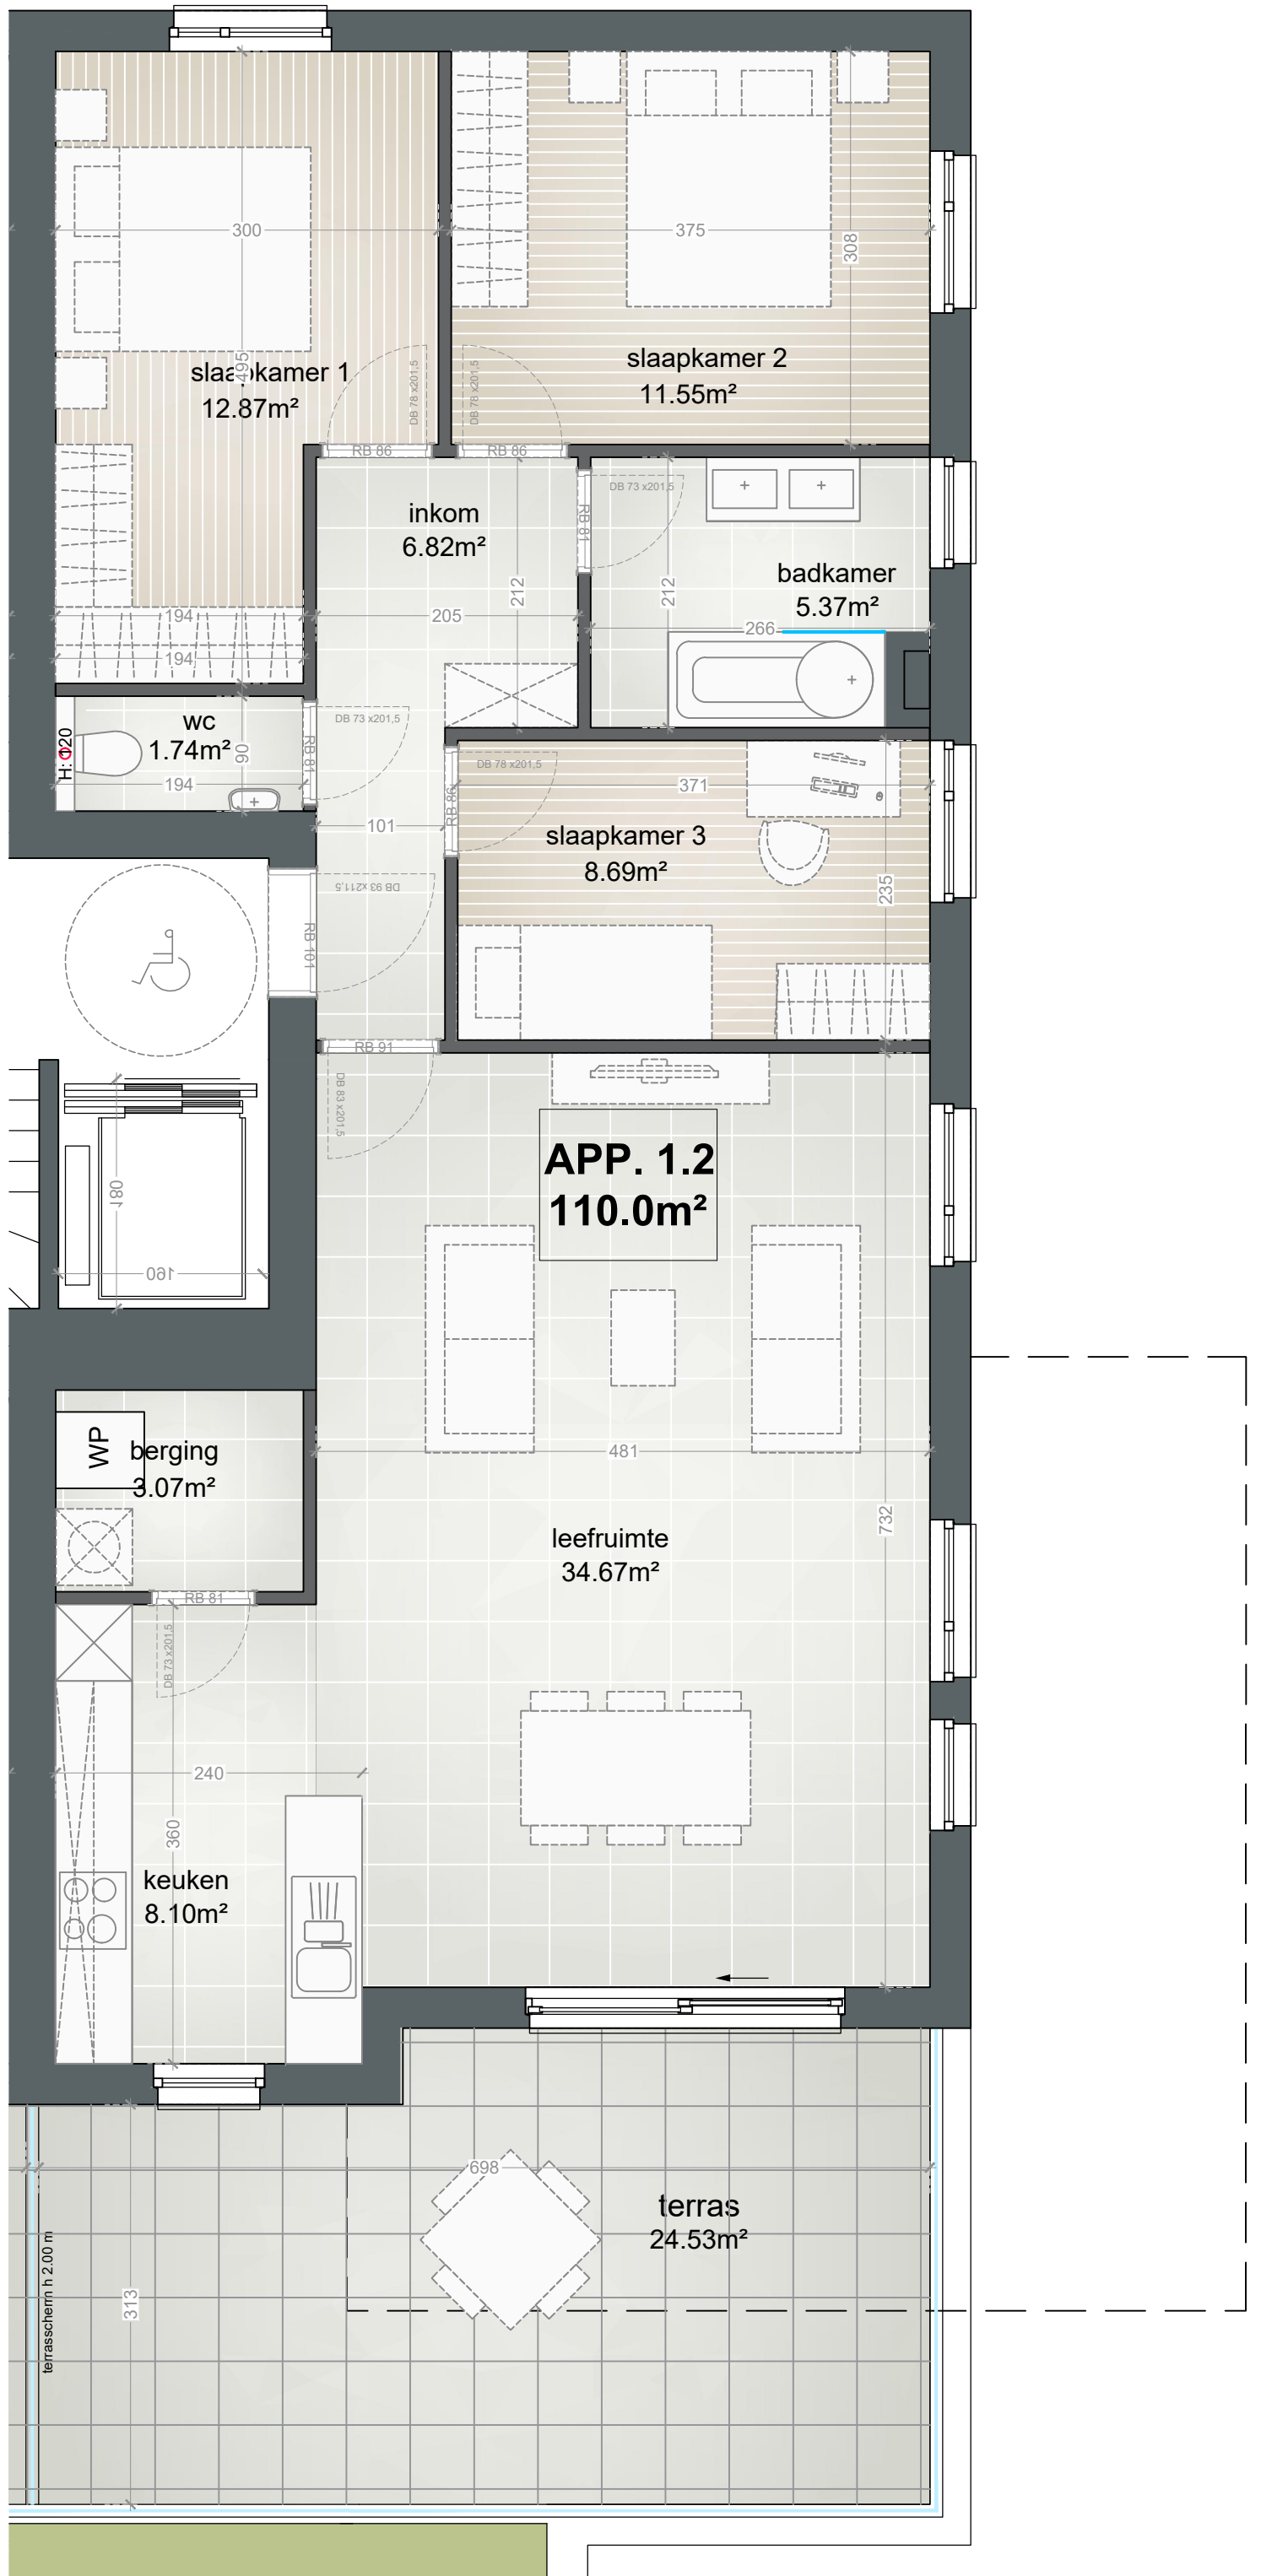 300
375
308
slaapkamer 1
12.87m²
495
slaapkamer 2
11.55m²
DB 78 x201,5
DB 78 x201,5
RB 86
RB 86
inkom
6.82m²
DB 73 x201,5
RB 81
badkamer
5.37m²
212
212
194
205
266
194
wc
1.74m²
H: 120
90
194
DB 73 x201,5
RB 81
DB 78 x201,5
RB 86
371
101
slaapkamer 3
8.69m²
235
DB 93 x211,5
RB 101
RB 91
DB 83 x201,5
APP. 1.2
110.0m²
180
160
WP
berging
3.07m²
481
732
leefruimte
34.67m²
RB 81
DB 73 x201,5
240
360
keuken
8.10m²
698
terras
24.53m²
terrasscherm h 2.00 m
313